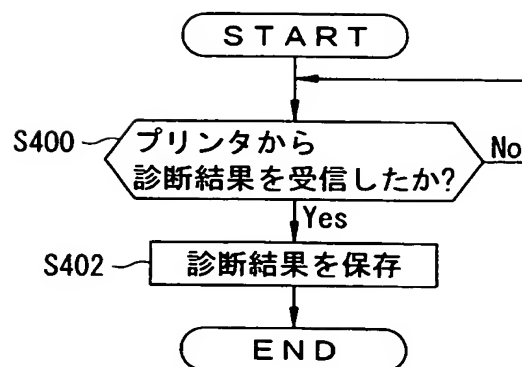 START
S400
プリンタから
診断結果を受信したか?
No
Yes
S402
診断結果を保存
END